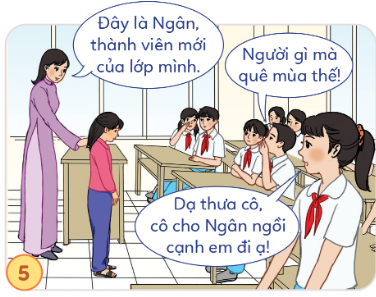 Đây là Ngân,
thành viên mới
của lớp mình.
Người gì mà
quê mùa thế!
Dạ thưa cô,
cô cho Ngân ngồi
cạnh em đi ạ!
5